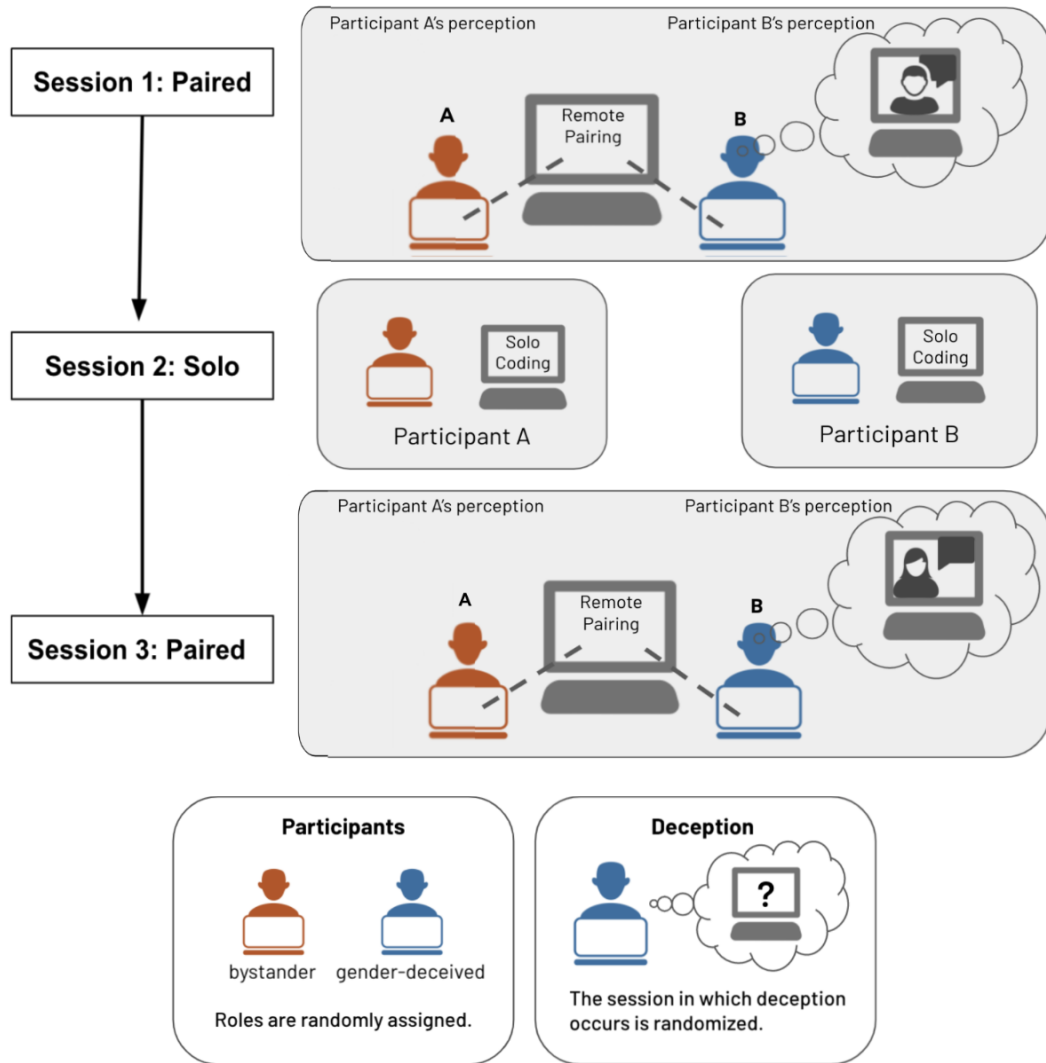 Participant A's perception
Participant B's perception
Session 1: Paired
A
Remote
Pairing
B
Session 2: Solo
Solo
Coding
Participant A
Solo
Coding
Participant B
Participant A's perception
Participant B's perception
A
Remote
Pairing
B
Session 3: Paired
Participants
bystander
gender-deceived
Roles are randomly assigned.
Deception
?
The session in which deception
occurs is randomized.